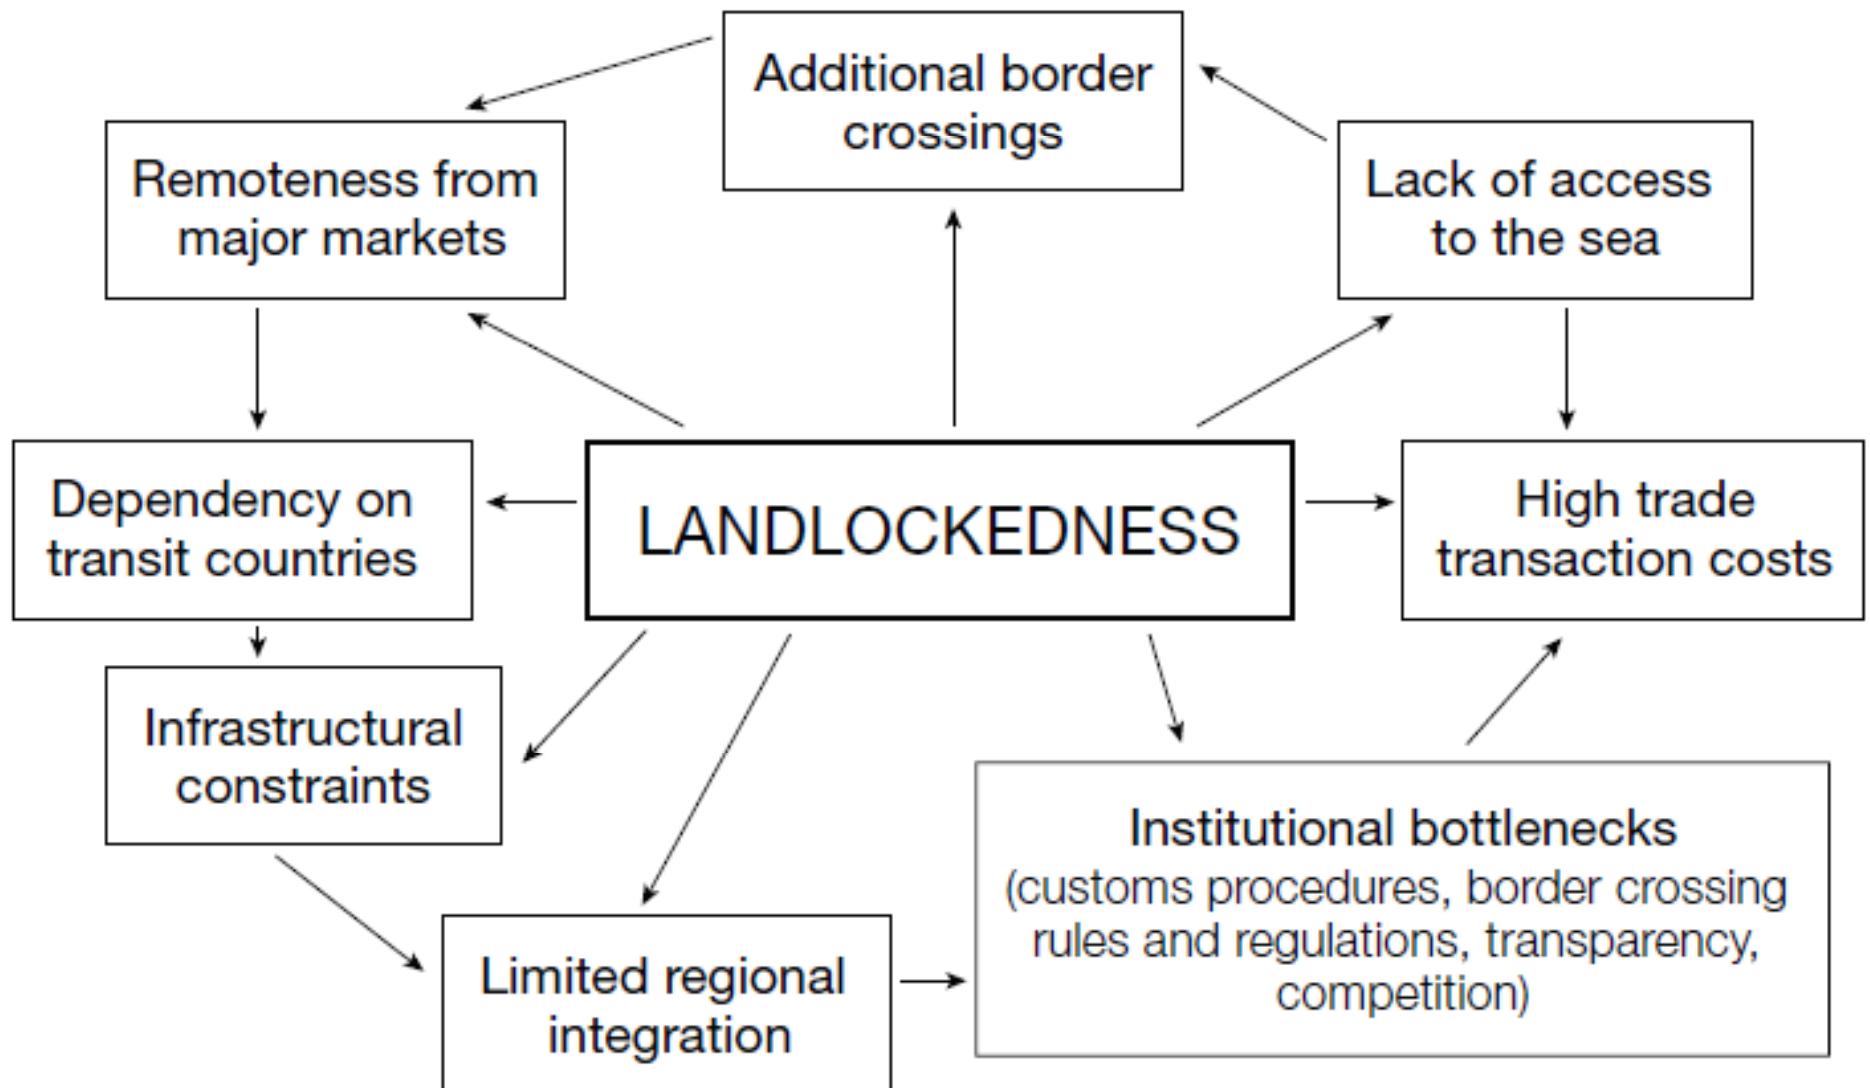 Additional border
crossings
Remoteness from
major markets
Lack of access
to the sea
Dependency on
transit countries
LANDLOCKEDNESS
High trade
transaction costs
Infrastructural
constraints
Institutional bottlenecks
(customs procedures, border crossing
rules and regulations, transparency,
competition)
Limited regional
integration